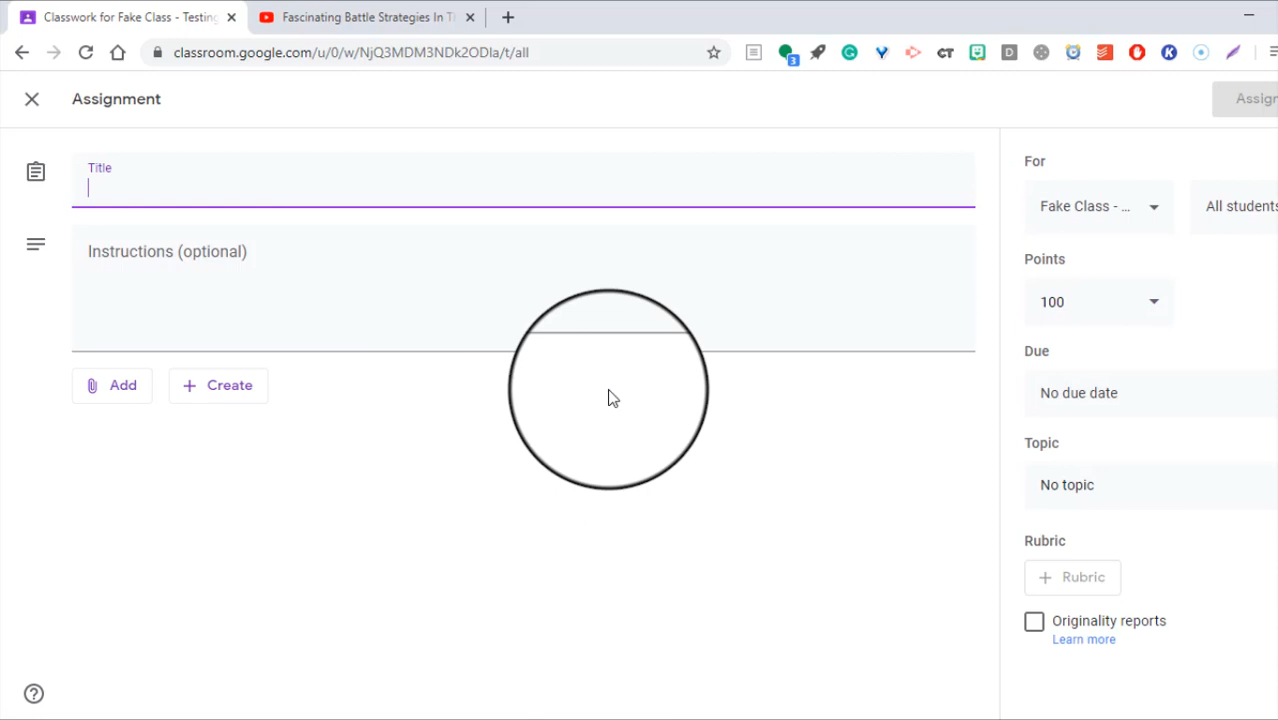 Classwork for Fake Class - Testing
Fascinating Battle Strategies In T
classroom.google.com/u/0/w/NjQ3MDM3NDk2ODIa/t/all
3
CT
D
K
Assignment
Assign
Title
Instructions (optional)
Add
Create
For
Fake Class - ...
All students
Points
100
Due
No due date
Topic
No topic
Rubric
Rubric
Originality reports
Learn more